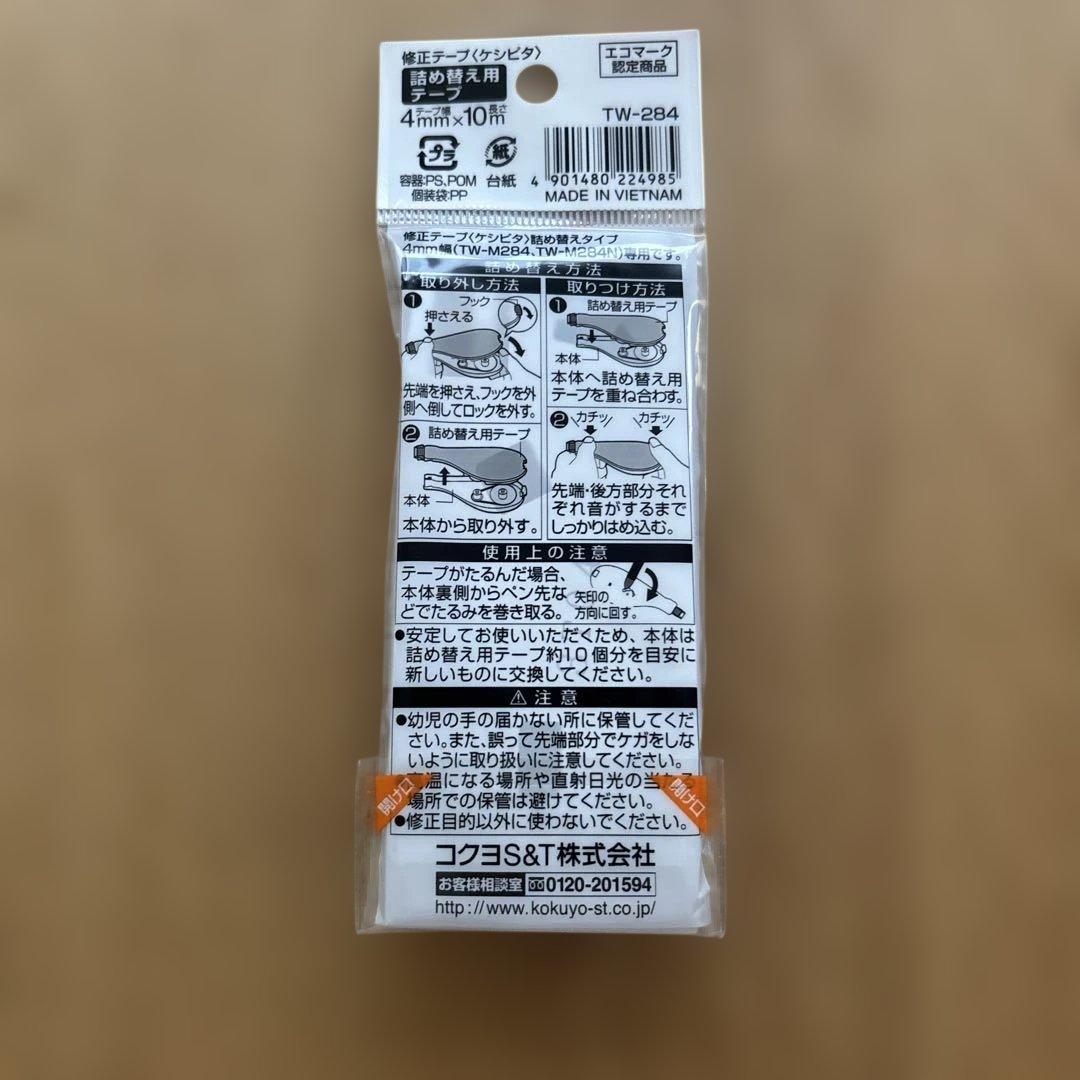 修正テープ〈ケシピタ〉
詰め替え用
テープ
テープ幅 長さ
4mm×10m
エコマーク
認定商品
TW-284
プラ
紙
容器:PS、POM 台紙
個装袋:PP
4 901480 224985
MADE IN VIETNAM
修正テープ〈ケシピタ〉詰め替えタイプ
4mm幅(TW-M284、TW-M284N)専用です。
詰め替え方法
取り外し方法
❶
フック
押さえる
先端を押さえ、フックを外
側へ倒してロックを外す。
❷ 詰め替え用テープ
本体
本体から取り外す。
取りつけ方法
❶ 詰め替え用テープ
本体
本体へ詰め替え用
テープを重ね合わす。
❷ カチッ カチッ
先端・後方部分それ
ぞれ音がするまで
しっかりはめ込む。
使用上の注意
テープがたるんだ場合、
本体裏側からペン先な
どでたるみを巻き取る。
矢印の
方向に回す。
●安定してお使いいただくため、本体は
詰め替え用テープ約10個分を目安に
新しいものに交換してください。
⚠注意
●幼児の手の届かない所に保管してくだ
さい。また、誤って先端部分でケガをしな
いように取り扱いに注意してください。
●高温になる場所や直射日光の当たる
場所での保管は避けてください。
●修正目的以外に使わないでください。
開け口
開け口
コクヨS&T株式会社
お客様相談室 0120-201594
http://www.kokuyo-st.co.jp/